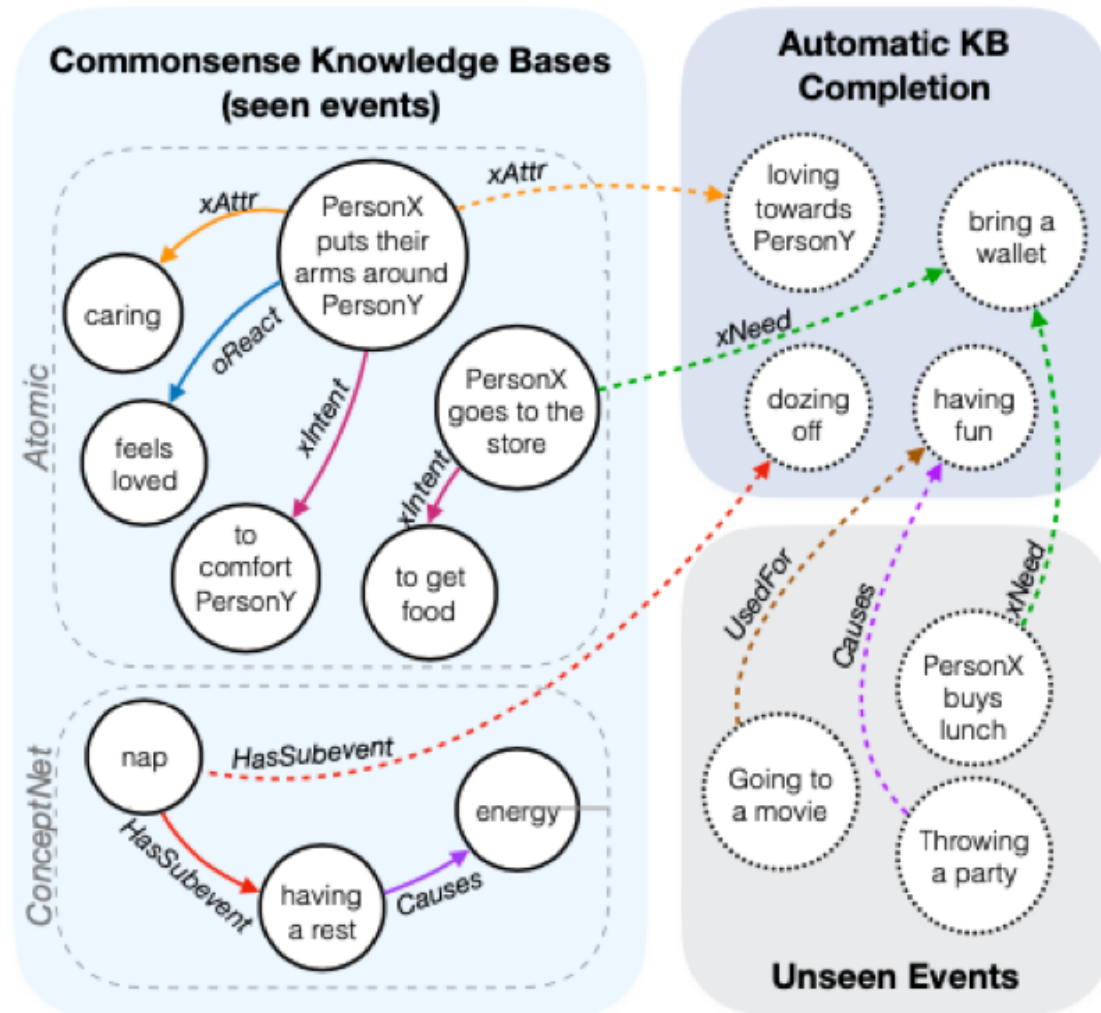 Commonsense Knowledge Bases
(seen events)
Atomic
xAttr
PersonX
puts their
arms around
PersonY
xAttr
caring
oReact
feels
loved
xIntent
to
comfort
PersonY
PersonX
goes to the
store
xIntent
to get
food
xNeed
ConceptNet
nap
HasSubevent
HasSubevent
having
a rest
Causes
energy
Automatic KB
Completion
loving
towards
PersonY
bring a
wallet
dozing
off
having
fun
UsedFor
Causes
xNeed
PersonX
buys
lunch
Going to
a movie
Throwing
a party
Unseen Events